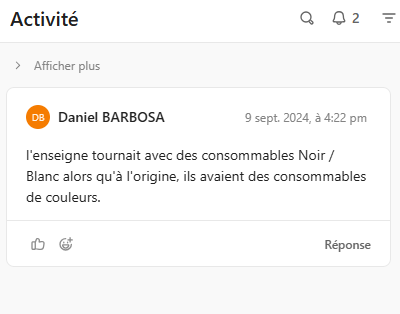 Activité
2
Afficher plus
DB
Daniel BARBOSA
9 sept. 2024, à 4:22 pm
l'enseigne tournait avec des consommables Noir /
Blanc alors qu'à l'origine, ils avaient des consommables
de couleurs.
Réponse